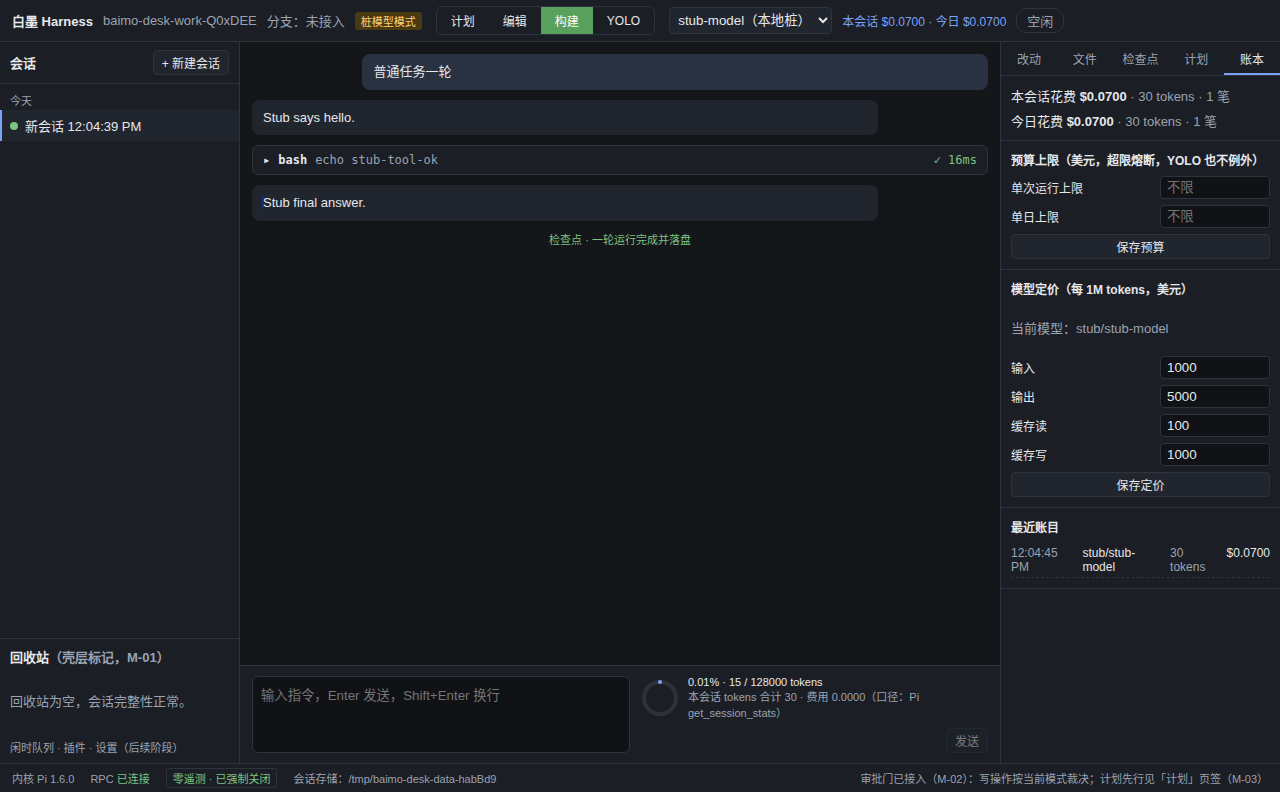 白墨 Harness baimo-desk-work-Q0xDEE 分支：未接入 桩模型模式 计划 编辑 构建 YOLO stub-model（本地桩） 本会话 $0.0700 · 今日 $0.0700 空闲
会话 + 新建会话
今天
新会话 12:04:39 PM
回收站（壳层标记，M-01）
回收站为空，会话完整性正常。
闲时队列 · 插件 · 设置（后续阶段）
普通任务一轮
Stub says hello.
▸ bash echo stub-tool-ok ✓ 16ms
Stub final answer.
检查点 · 一轮运行完成并落盘
输入指令，Enter 发送，Shift+Enter 换行
0.01% · 15 / 128000 tokens
本会话 tokens 合计 30 · 费用 0.0000（口径：Pi
get_session_stats）
发送
改动 文件 检查点 计划 账本
本会话花费 $0.0700 · 30 tokens · 1 笔
今日花费 $0.0700 · 30 tokens · 1 笔
预算上限（美元，超限熔断，YOLO 也不例外）
单次运行上限 不限
单日上限 不限
保存预算
模型定价（每 1M tokens，美元）
当前模型：stub/stub-model
输入 1000
输出 5000
缓存读 100
缓存写 1000
保存定价
最近账目
12:04:45 stub/stub- 30 $0.0700
PM model tokens
内核 Pi 1.6.0 RPC 已连接 零遥测 · 已强制关闭 会话存储：/tmp/baimo-desk-data-habBd9 审批门已接入（M-02）：写操作按当前模式裁决；计划先行见「计划」页签（M-03）